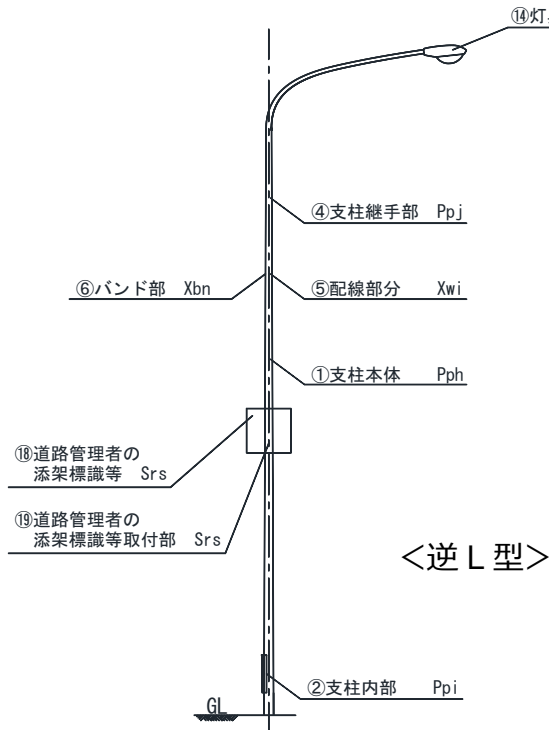 ⑭灯
④支柱継手部 Ppj
⑥バンド部 Xbn
⑤配線部分 Xwi
①支柱本体 Pph
⑱道路管理者の
添架標識等 Srs
⑲道路管理者の
添架標識等取付部 Srs
＜逆Ｌ型＞
②支柱内部 Ppi
GL